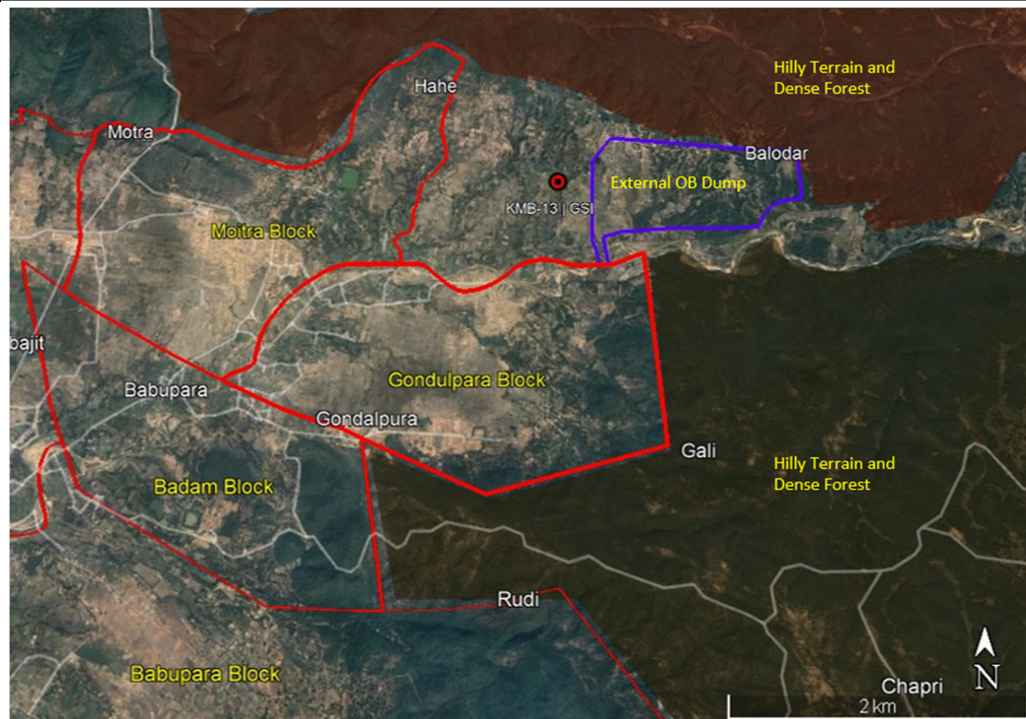 Hilly Terrain and
Dense Forest
Hahe
Motra
Balodar
External OB Dump
KMB-13 | GSI
Moitra Block
bajit
Gondulpara Block
Babupara
Gondalpura
Gali
Hilly Terrain and
Dense Forest
Badam Block
Rudi
Babupara Block
N
Chapri
2 km